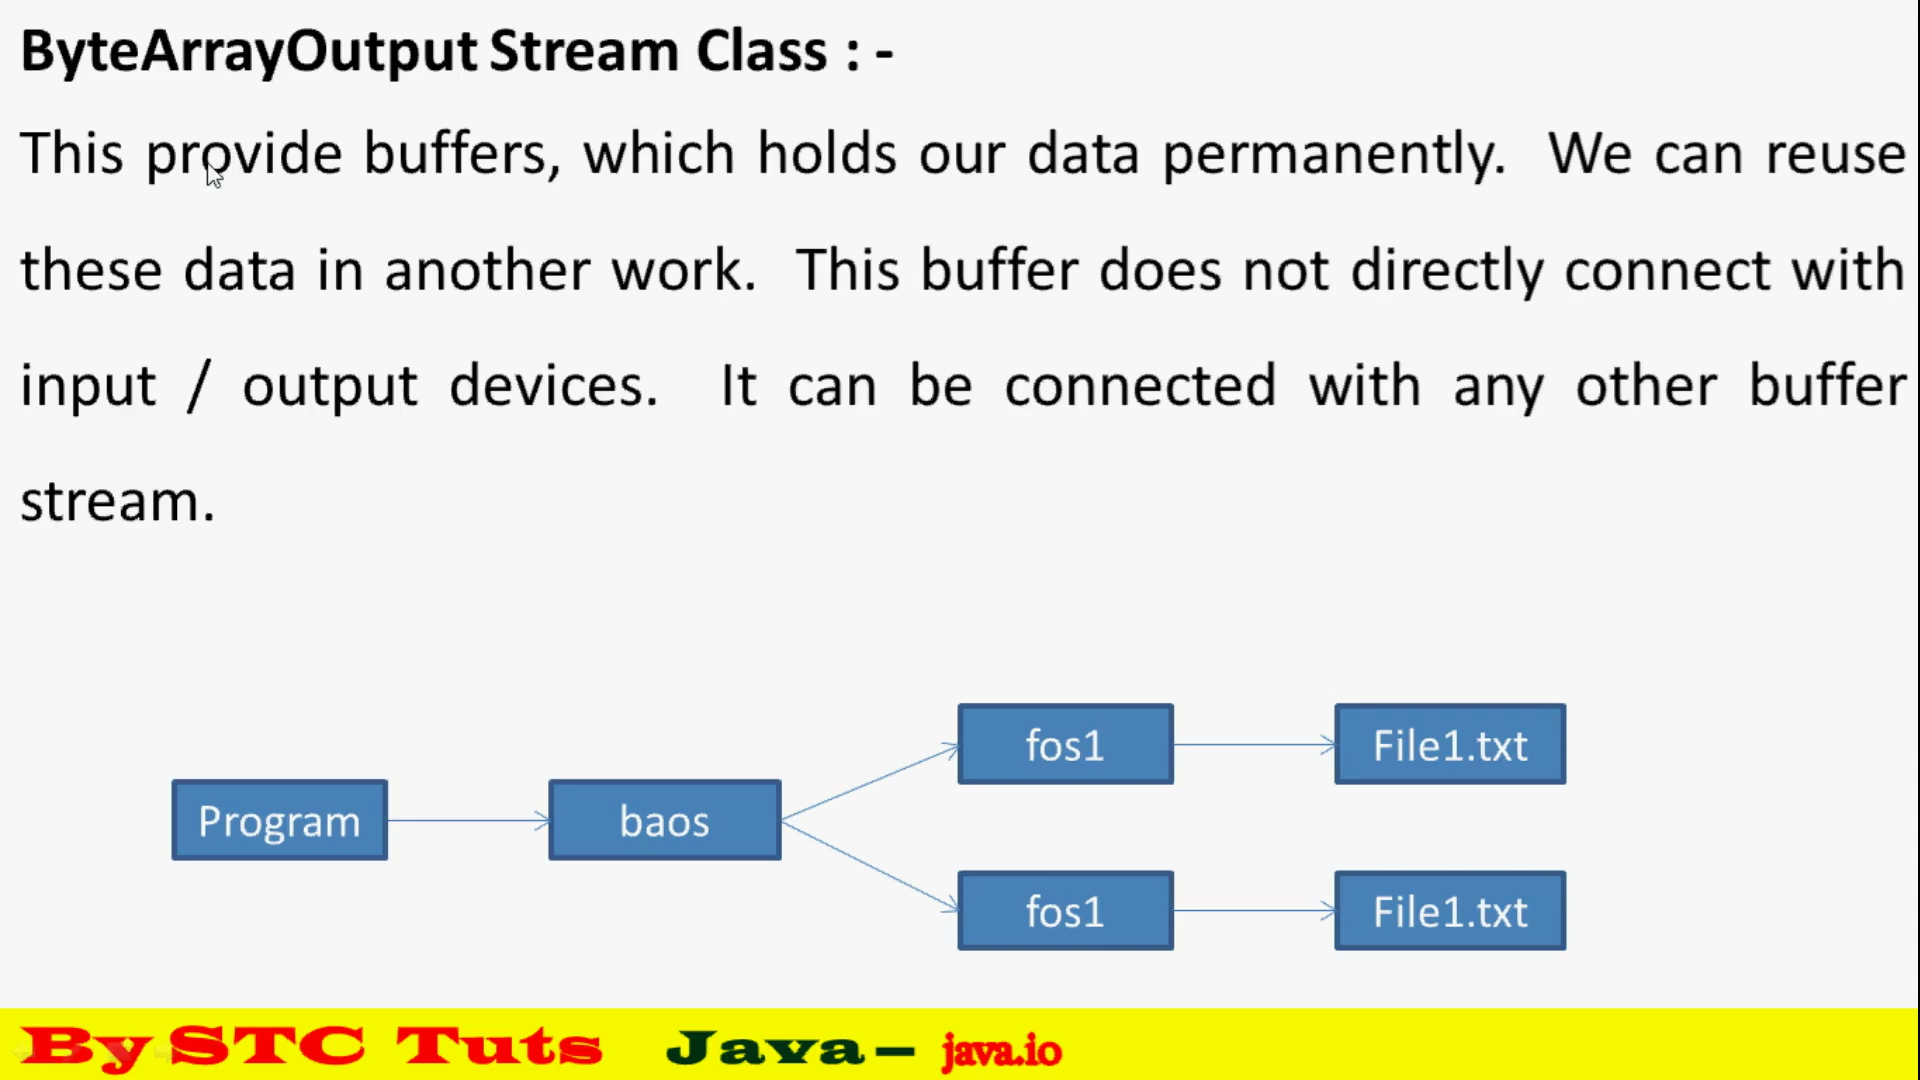 ByteArrayOutput Stream Class : -
This provide buffers, which holds our data permanently. We can reuse
these data in another work. This buffer does not directly connect with
input / output devices. It can be connected with any other buffer
stream.
fos1
File1.txt
Program
baos
fos1
File1.txt
By STC Tuts Java – java.io